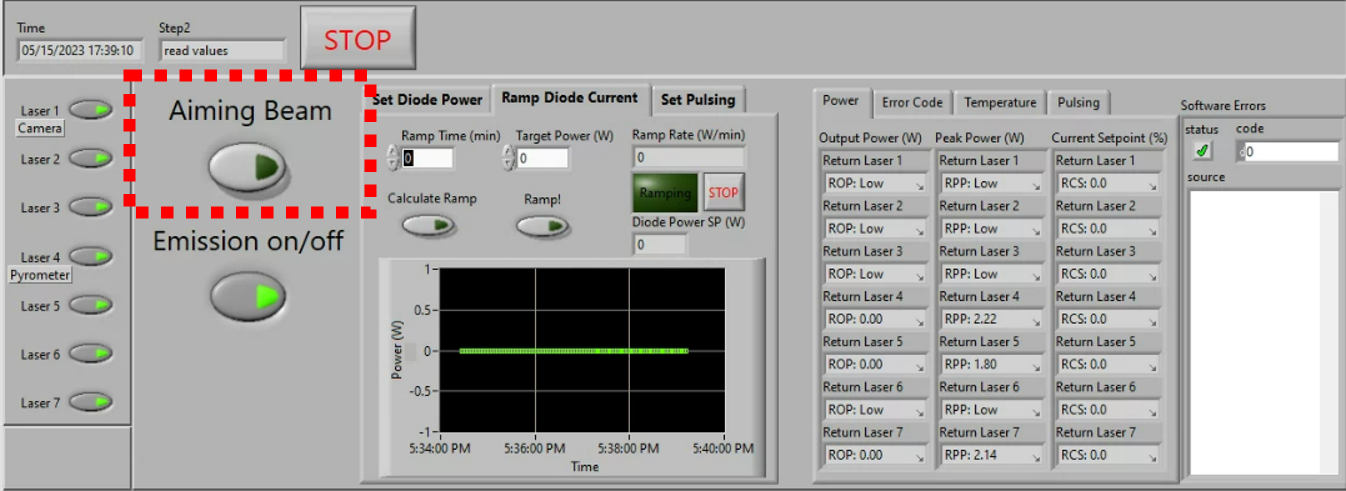 Time
05/15/2023 17:39:10
Step2
read values
STOP
Laser 1
Camera
Laser 2
Laser 3
Laser 4
Pyrometer
Laser 5
Laser 6
Laser 7
Aiming Beam
Emission on/off
Set Diode Power
Ramp Diode Current
Set Pulsing
Ramp Time (min)
Target Power (W)
Ramp Rate (W/min)
0
0
0
Calculate Ramp
Ramp!
Ramping
STOP
Diode Power SP (W)
0
Power (W)
1
0.5
0
-0.5
-1
5:34:00 PM
5:36:00 PM
5:38:00 PM
5:40:00 PM
Time
Power
Error Code
Temperature
Pulsing
Output Power (W)
Peak Power (W)
Current Setpoint (%)
Return Laser 1
Return Laser 1
Return Laser 1
ROP: Low
RPP: Low
RCS: 0.0
Return Laser 2
Return Laser 2
Return Laser 2
ROP: Low
RPP: Low
RCS: 0.0
Return Laser 3
Return Laser 3
Return Laser 3
ROP: Low
RPP: Low
RCS: 0.0
Return Laser 4
Return Laser 4
Return Laser 4
ROP: 0.00
RPP: 2.22
RCS: 0.0
Return Laser 5
Return Laser 5
Return Laser 5
ROP: 0.00
RPP: 1.80
RCS: 0.0
Return Laser 6
Return Laser 6
Return Laser 6
ROP: Low
RPP: Low
RCS: 0.0
Return Laser 7
Return Laser 7
Return Laser 7
ROP: 0.00
RPP: 2.14
RCS: 0.0
Software Errors
status
code
d0
source